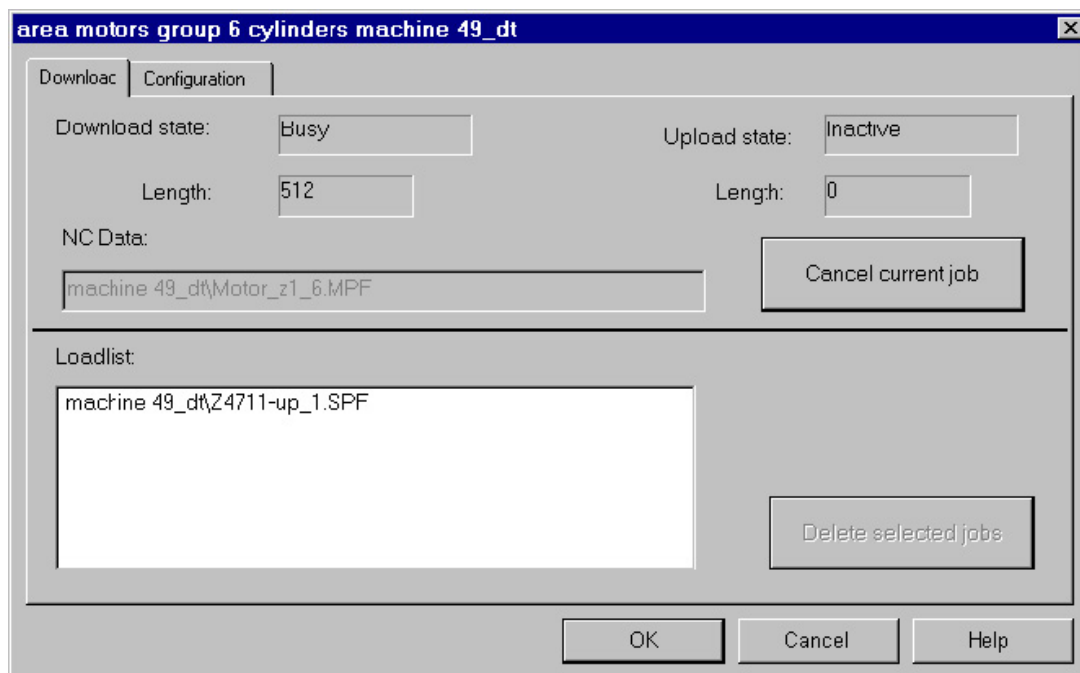 area motors group 6 cylinders machine 49_dt
Download Configuration
Download state: Busy Upload state: Inactive
Length: 512 Length: 0
NC Data:
machine 49_dt\Motor_z1_6.MPF
Cancel current job
Loadlist:
machine 49_dt\Z4711-up_1.SPF
Delete selected jobs
OK Cancel Help